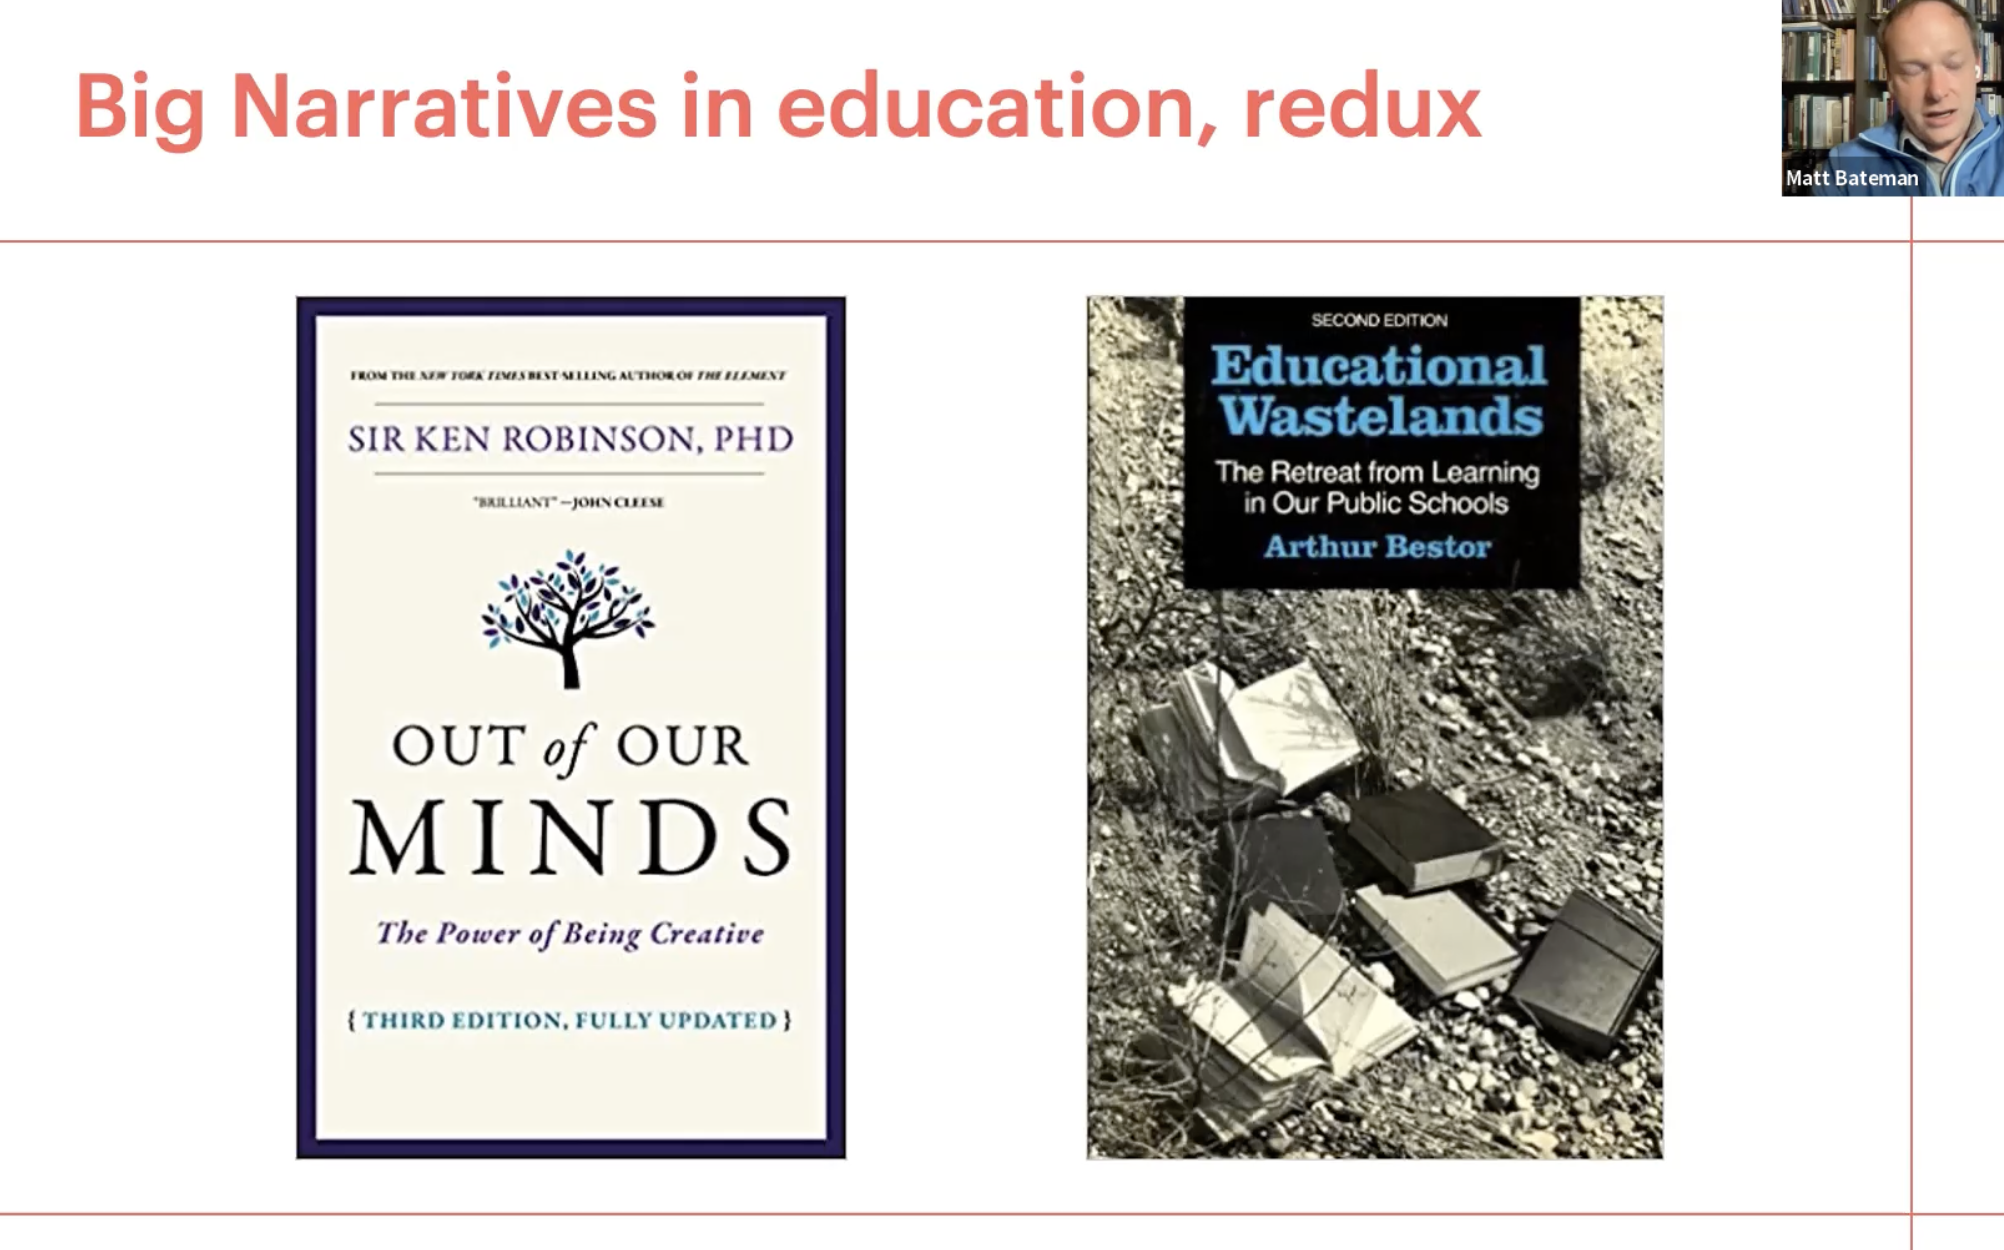 Big Narratives in education, redux
Matt Bateman
FROM THE NEW YORK TIMES BEST-SELLING AUTHOR OF THE ELEMENT
SIR KEN ROBINSON, PHD
"BRILLIANT" —JOHN CLEESE
OUT of OUR
MINDS
The Power of Being Creative
{ THIRD EDITION, FULLY UPDATED }
SECOND EDITION
Educational
Wastelands
The Retreat from Learning
in Our Public Schools
Arthur Bestor